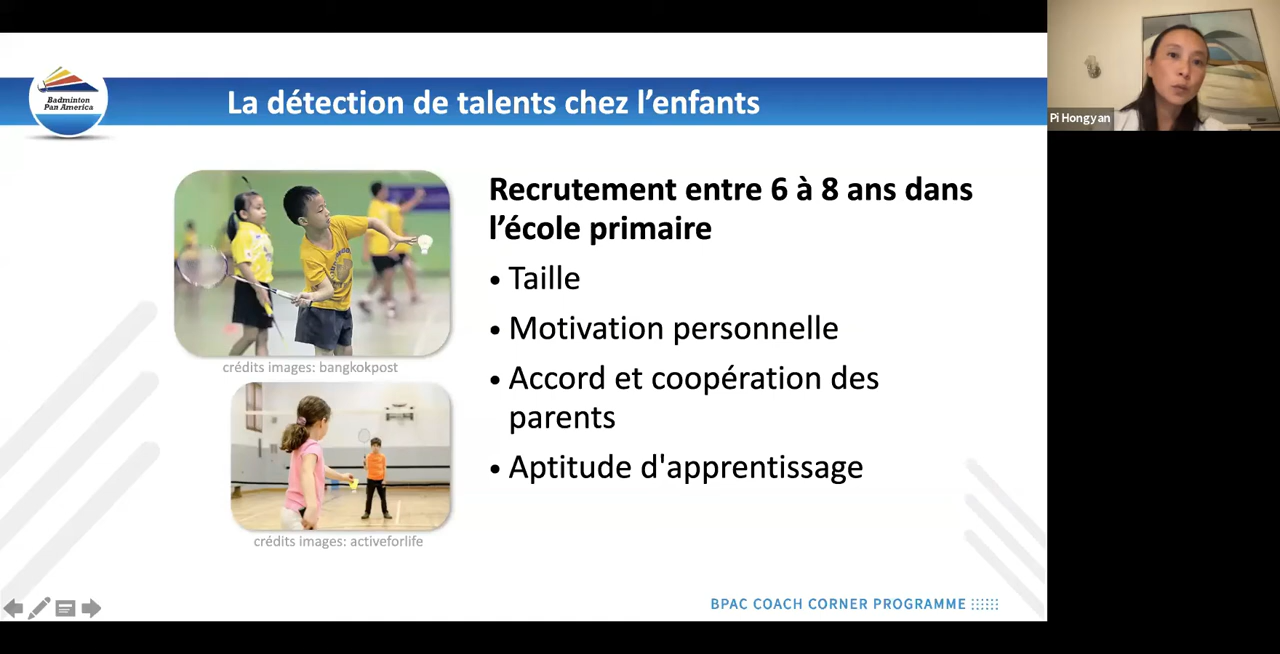 Badminton
Pan America
La détection de talents chez l'enfants
Pi Hongyan
Recrutement entre 6 à 8 ans dans
l'école primaire
• Taille
• Motivation personnelle
• Accord et coopération des
parents
• Aptitude d'apprentissage
crédits images: bangkokpost
crédits images: activeforlife
BPAC COACH CORNER PROGRAMME